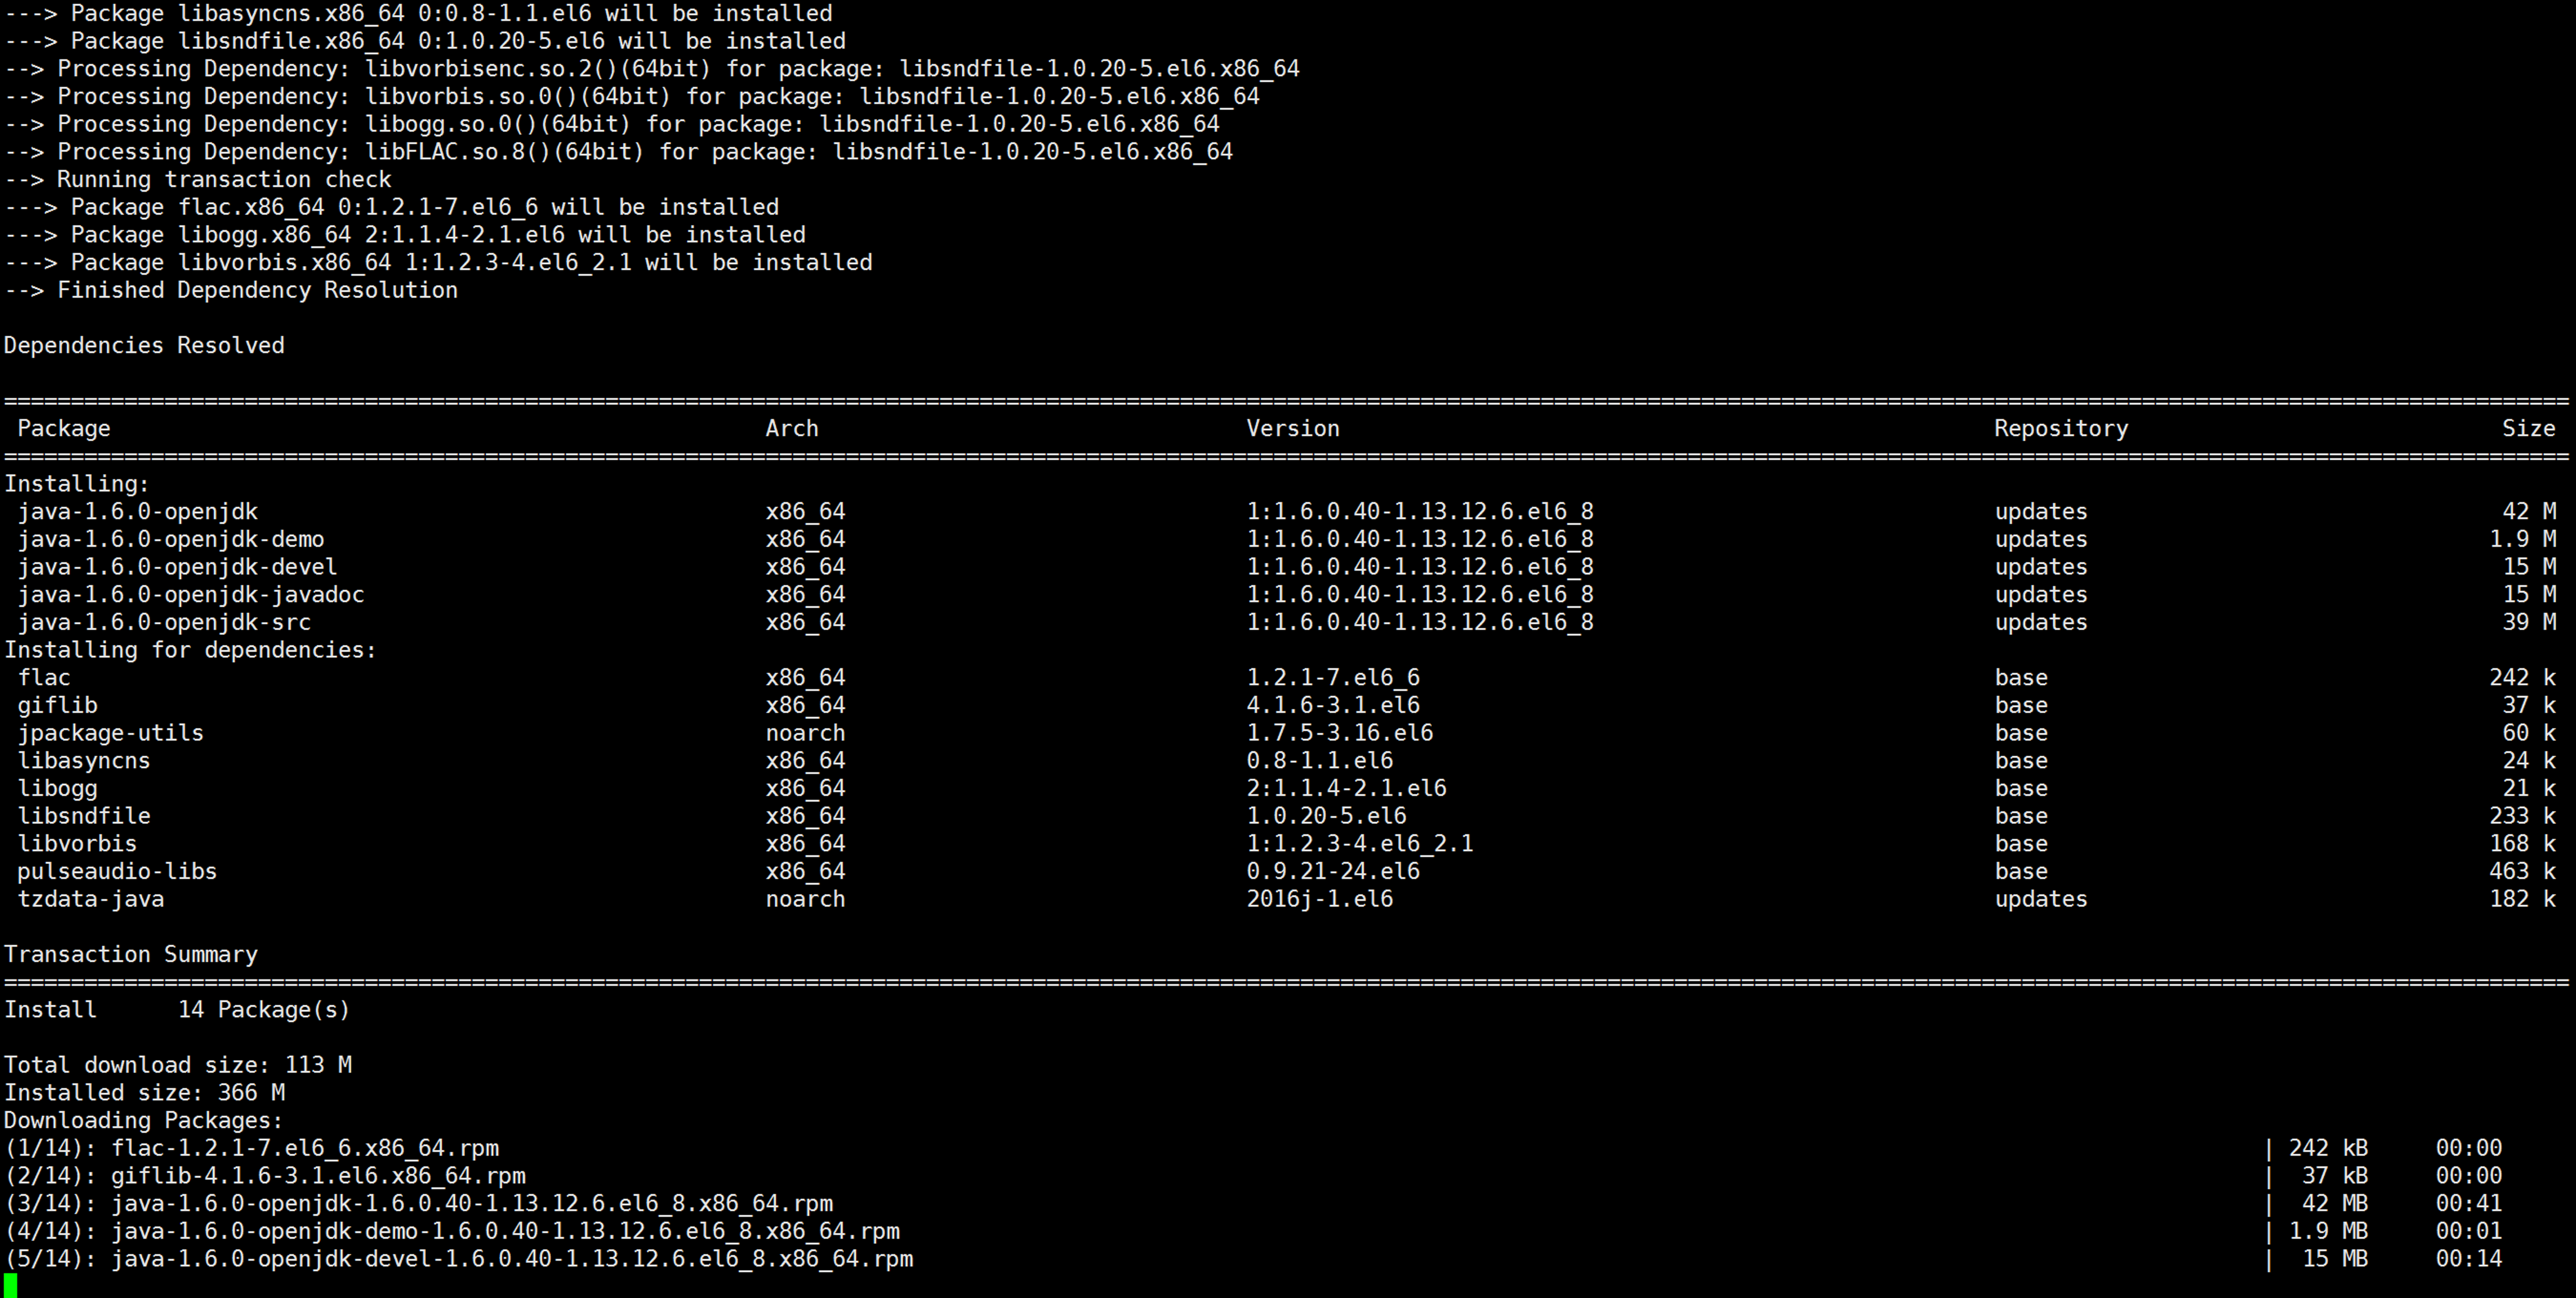 ---> Package libasyncns.x86_64 0:0.8-1.1.el6 will be installed
---> Package libsndfile.x86_64 0:1.0.20-5.el6 will be installed
--> Processing Dependency: libvorbisenc.so.2()(64bit) for package: libsndfile-1.0.20-5.el6.x86_64
--> Processing Dependency: libvorbis.so.0()(64bit) for package: libsndfile-1.0.20-5.el6.x86_64
--> Processing Dependency: libogg.so.0()(64bit) for package: libsndfile-1.0.20-5.el6.x86_64
--> Processing Dependency: libFLAC.so.8()(64bit) for package: libsndfile-1.0.20-5.el6.x86_64
--> Running transaction check
---> Package flac.x86_64 0:1.2.1-7.el6_6 will be installed
---> Package libogg.x86_64 2:1.1.4-2.1.el6 will be installed
---> Package libvorbis.x86_64 1:1.2.3-4.el6_2.1 will be installed
--> Finished Dependency Resolution
Dependencies Resolved
Package Arch Version Repository Size
Installing:
java-1.6.0-openjdk x86_64 1:1.6.0.40-1.13.12.6.el6_8 updates 42 M
java-1.6.0-openjdk-demo x86_64 1:1.6.0.40-1.13.12.6.el6_8 updates 1.9 M
java-1.6.0-openjdk-devel x86_64 1:1.6.0.40-1.13.12.6.el6_8 updates 15 M
java-1.6.0-openjdk-javadoc x86_64 1:1.6.0.40-1.13.12.6.el6_8 updates 15 M
java-1.6.0-openjdk-src x86_64 1:1.6.0.40-1.13.12.6.el6_8 updates 39 M
Installing for dependencies:
flac x86_64 1.2.1-7.el6_6 base 242 k
giflib x86_64 4.1.6-3.1.el6 base 37 k
jpackage-utils noarch 1.7.5-3.16.el6 base 60 k
libasyncns x86_64 0.8-1.1.el6 base 24 k
libogg x86_64 2:1.1.4-2.1.el6 base 21 k
libsndfile x86_64 1.0.20-5.el6 base 233 k
libvorbis x86_64 1:1.2.3-4.el6_2.1 base 168 k
pulseaudio-libs x86_64 0.9.21-24.el6 base 463 k
tzdata-java noarch 2016j-1.el6 updates 182 k
Transaction Summary
Install 14 Package(s)
Total download size: 113 M
Installed size: 366 M
Downloading Packages:
(1/14): flac-1.2.1-7.el6_6.x86_64.rpm | 242 kB 00:00
(2/14): giflib-4.1.6-3.1.el6.x86_64.rpm | 37 kB 00:00
(3/14): java-1.6.0-openjdk-1.6.0.40-1.13.12.6.el6_8.x86_64.rpm | 42 MB 00:41
(4/14): java-1.6.0-openjdk-demo-1.6.0.40-1.13.12.6.el6_8.x86_64.rpm | 1.9 MB 00:01
(5/14): java-1.6.0-openjdk-devel-1.6.0.40-1.13.12.6.el6_8.x86_64.rpm | 15 MB 00:14